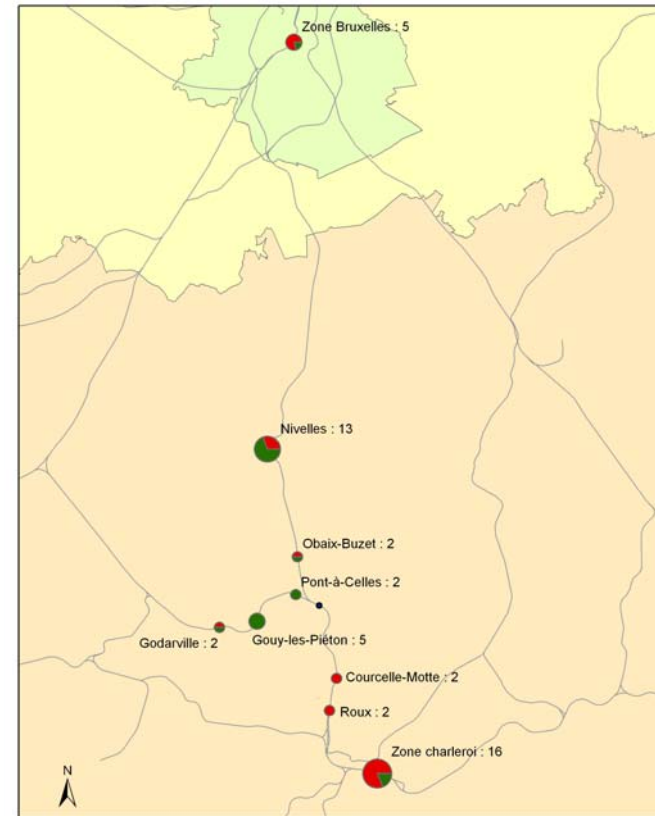 Zone Bruxelles : 5
Nivelles : 13
Obaix-Buzet : 2
Pont-à-Celles : 2
Godarville : 2
Gouy-les-Piéton : 5
Courcelle-Motte : 2
Roux : 2
Zone charleroi : 16
N